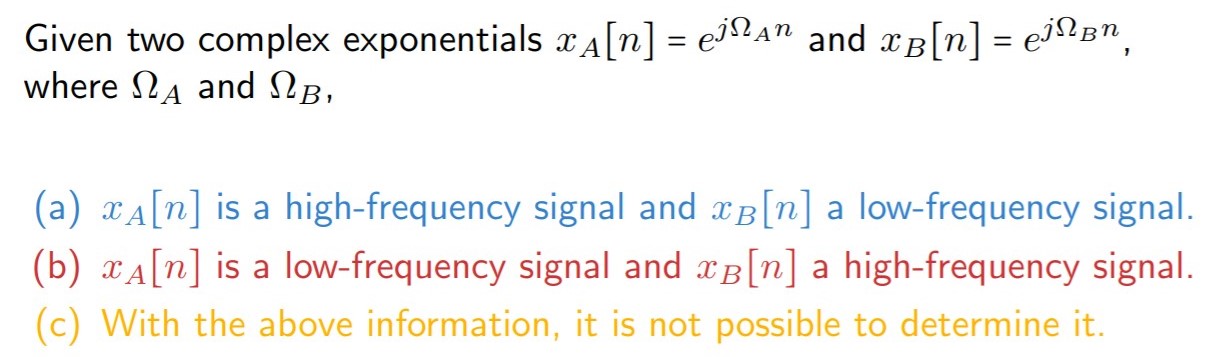 Given two complex exponentials $x_A[n] = e^{j\Omega_A n}$ and $x_B[n] = e^{j\Omega_B n}$,
where $\Omega_A$ and $\Omega_B$,
(a) $x_A[n]$ is a high-frequency signal and $x_B[n]$ a low-frequency signal.
(b) $x_A[n]$ is a low-frequency signal and $x_B[n]$ a high-frequency signal.
(c) With the above information, it is not possible to determine it.